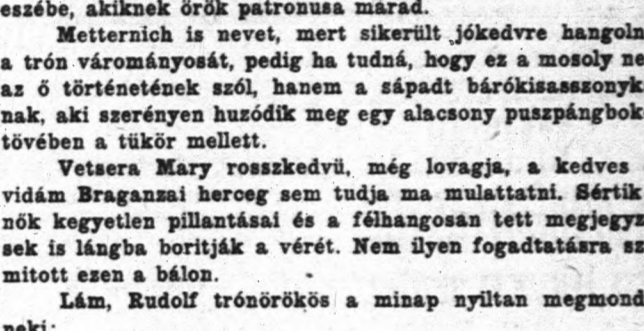 eszébe, akiknek örök patronusa marad.
Metternich is nevet, mert sikerült jókedvre hangoln
a trón várományosát, pedig ha tudná, hogy ez a mosoly ne
az ő történetének szól, hanem a sápadt bárókisasszonyk
nak, aki szerényen huzódik meg egy alacsony puszpángbok
tövében a tükör mellett.
Vetsera Mary rosszkedvü, még lovagja, a kedves
vidám Braganzai herceg sem tudja ma mulattatni. Sértik
nők kegyetlen pillantásai és a félhangosan tett megjegyz
sek is lángba boritják a vérét. Nem ilyen fogadtatásra sz
mitott ezen a bálon.
Lám, Rudolf trónörökös a minap nyiltan megmond
neki: